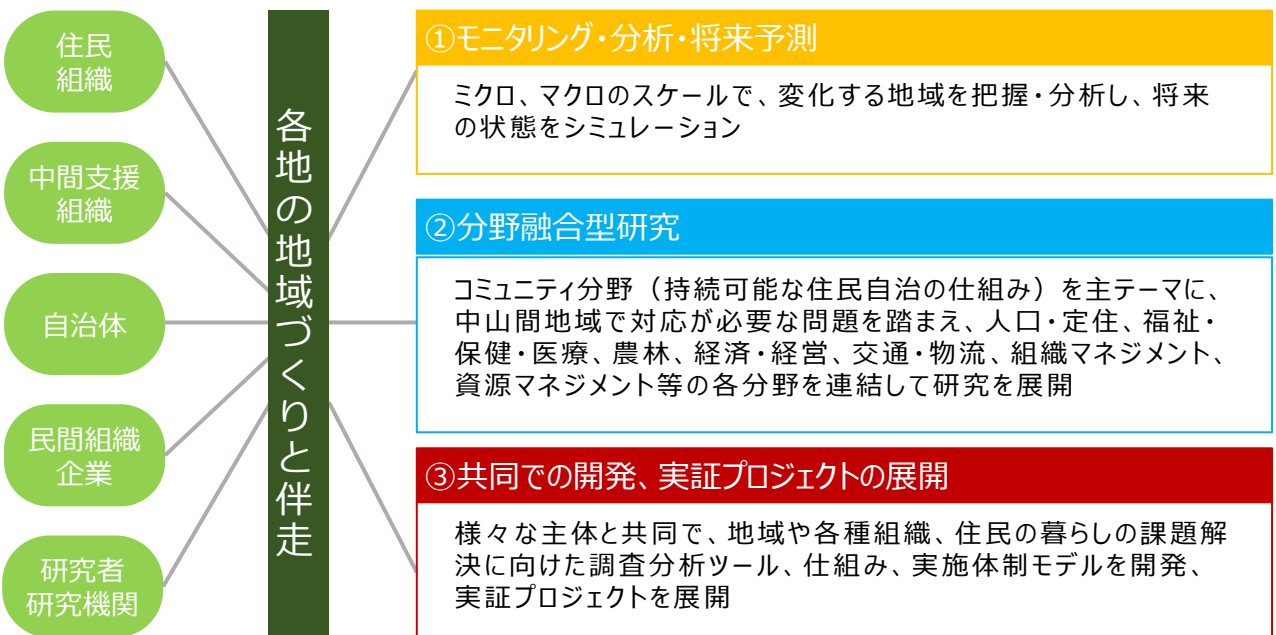 住民
組織
中間支援
組織
自治体
民間組織
企業
研究者
研究機関
各地の地域づくりと伴走
①モニタリング・分析・将来予測
ミクロ、マクロのスケールで、変化する地域を把握・分析し、将来
の状態をシミュレーション
②分野融合型研究
コミュニティ分野（持続可能な住民自治の仕組み）を主テーマに、
中山間地域で対応が必要な問題を踏まえ、人口・定住、福祉・
保健・医療、農林、経済・経営、交通・物流、組織マネジメント、
資源マネジメント等の各分野を連結して研究を展開
③共同での開発、実証プロジェクトの展開
様々な主体と共同で、地域や各種組織、住民の暮らしの課題解
決に向けた調査分析ツール、仕組み、実施体制モデルを開発、
実証プロジェクトを展開